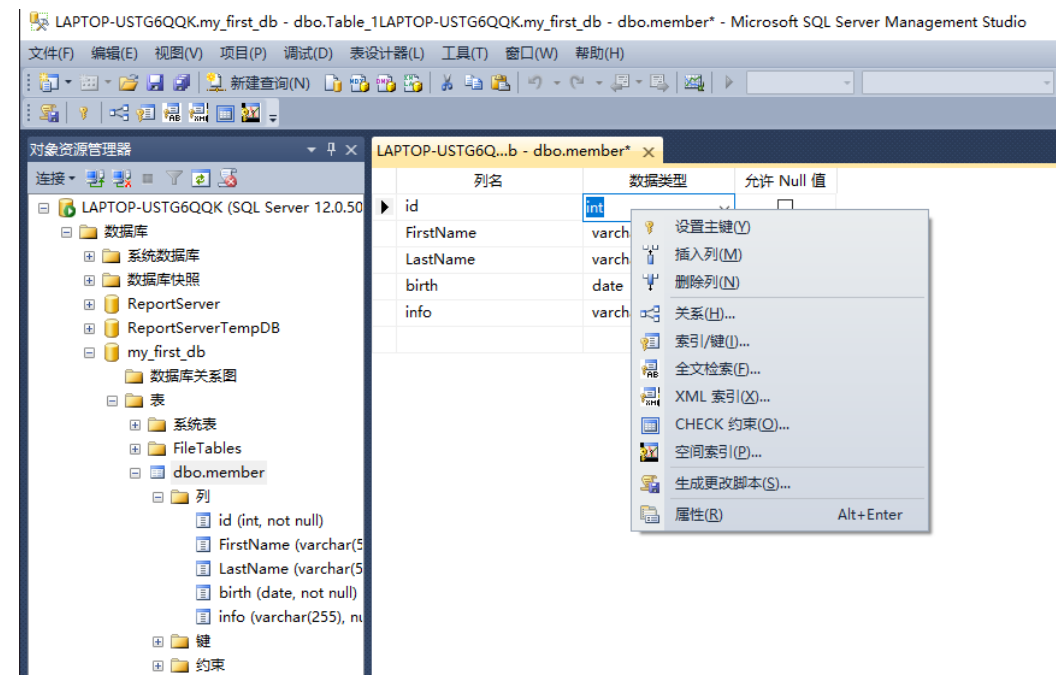 LAPTOP-USTG6QQK.my_first_db - dbo.Table_1LAPTOP-USTG6QQK.my_first_db - dbo.member* - Microsoft SQL Server Management Studio
文件(F) 编辑(E) 视图(V) 项目(P) 调试(D) 表设计器(L) 工具(T) 窗口(W) 帮助(H)
新建查询(N)
对象资源管理器
连接
LAPTOP-USTG6QQK (SQL Server 12.0.50
数据库
系统数据库
数据库快照
ReportServer
ReportServerTempDB
my_first_db
数据库关系图
表
系统表
FileTables
dbo.member
列
id (int, not null)
FirstName (varchar(5
LastName (varchar(5
birth (date, not null)
info (varchar(255), nu
键
约束
LAPTOP-USTG6Q...b - dbo.member*
列名 数据类型 允许 Null 值
id int
FirstName varch
LastName varch
birth date
info varch
设置主键(Y)
插入列(M)
删除列(N)
关系(H)...
索引/键(I)...
全文检索(F)...
XML 索引(X)...
CHECK 约束(O)...
空间索引(P)...
生成更改脚本(S)...
属性(R) Alt+Enter